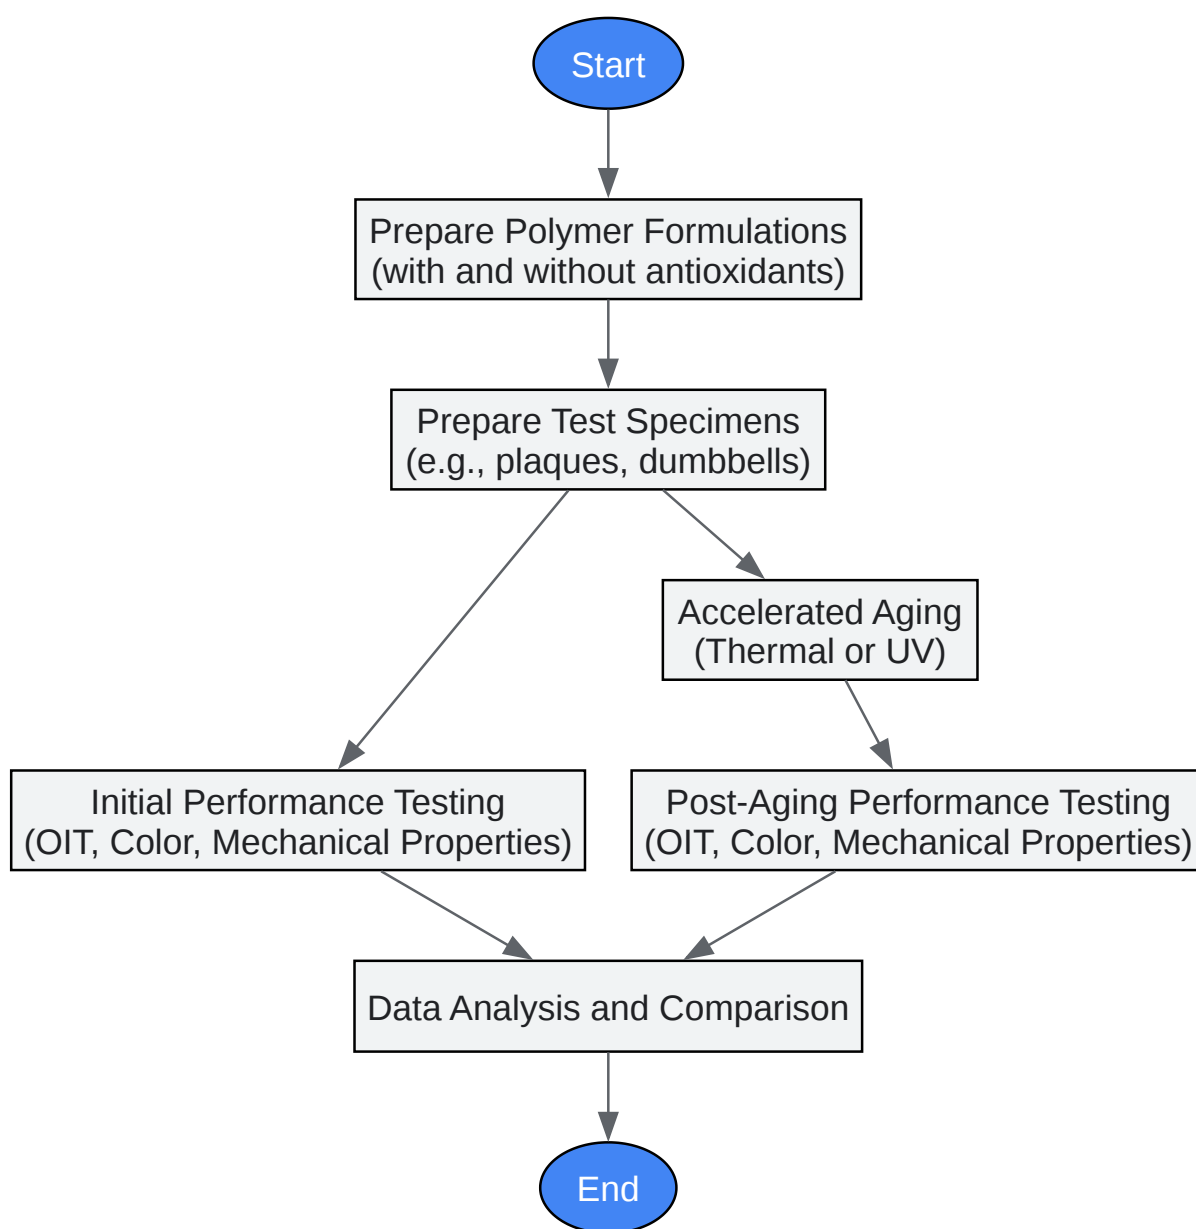 Start
Prepare Polymer Formulations
(with and without antioxidants)
Prepare Test Specimens
(e.g., plaques, dumbbells)
Accelerated Aging
(Thermal or UV)
Initial Performance Testing
(OIT, Color, Mechanical Properties)
Post-Aging Performance Testing
(OIT, Color, Mechanical Properties)
Data Analysis and Comparison
End